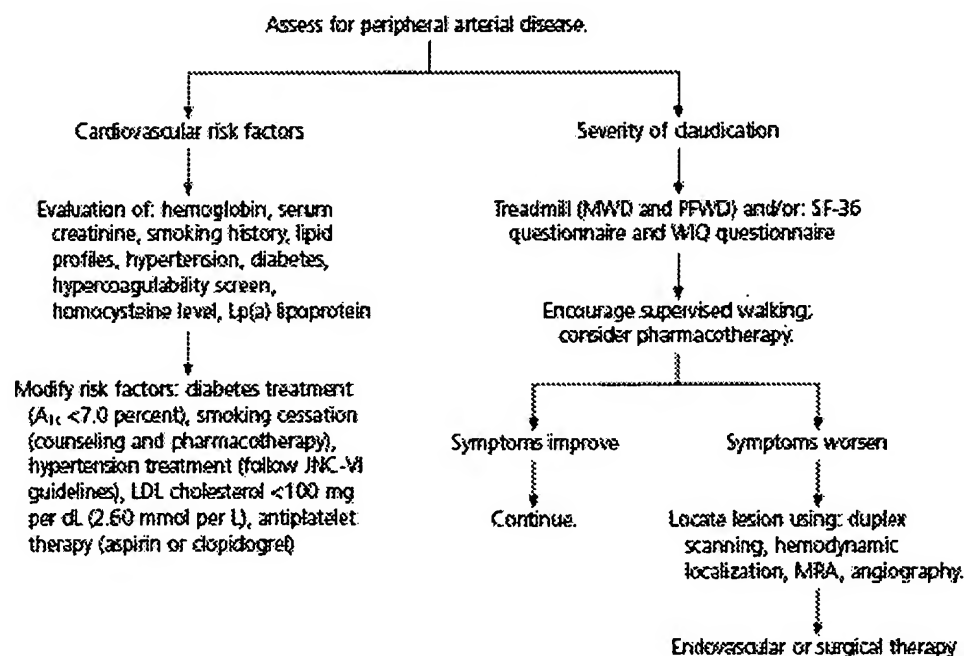 Assess for peripheral arterial disease.
Cardiovascular risk factors
Evaluation of: hemoglobin, serum
creatinine, smoking history, lipid
profiles, hypertension, diabetes,
hypercoagulability screen,
homocysteine level, Lp(a) lipoprotein
Modify risk factors: diabetes treatment
(A1c <7.0 percent), smoking cessation
(counseling and pharmacotherapy),
hypertension treatment (follow JNC-VI
guidelines), LDL cholesterol <100 mg
per dL (2.60 mmol per L), antiplatelet
therapy (aspirin or clopidogrel)
Severity of claudication
Treadmill (MWD and PFWD) and/or: SF-36
questionnaire and WIQ questionnaire
Encourage supervised walking;
consider pharmacotherapy.
Symptoms improve
Continue.
Symptoms worsen
Locate lesion using: duplex
scanning, hemodynamic
localization, MRA, angiography.
Endovascular or surgical therapy